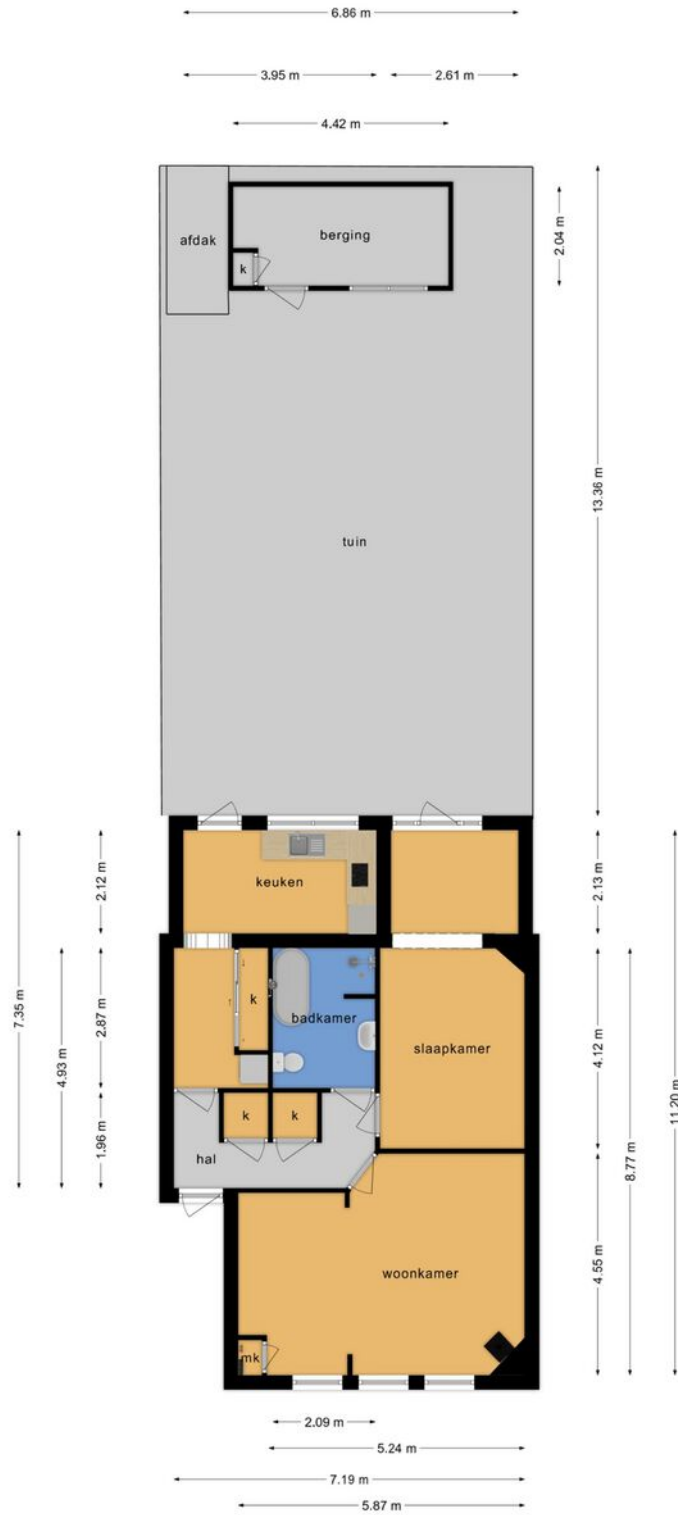 6.86 m
3.95 m
2.61 m
4.42 m
afdak
berging
k
2.04 m
13.36 m
tuin
keuken
2.12 m
2.13 m
7.35 m
4.93 m
2.87 m
k
badkamer
slaapkamer
4.12 m
11.20 m
1.96 m
k
k
hal
8.77 m
woonkamer
4.55 m
mk
2.09 m
5.24 m
7.19 m
5.87 m